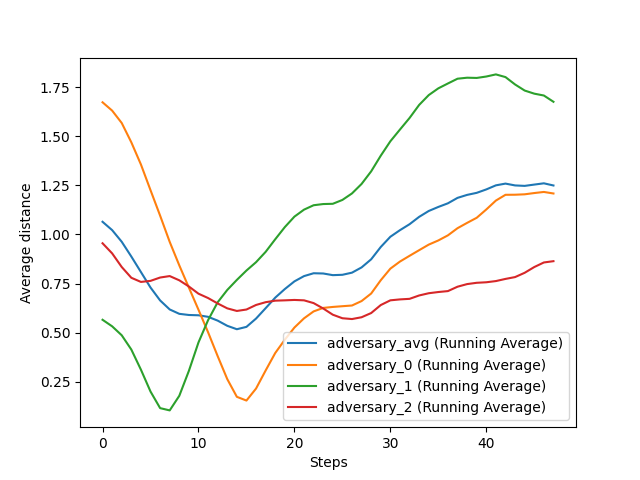 1.75
1.50
1.25
1.00
0.75
0.50
0.25
Average distance
0
10
20
30
40
Steps
adversary_avg (Running Average)
adversary_0 (Running Average)
adversary_1 (Running Average)
adversary_2 (Running Average)